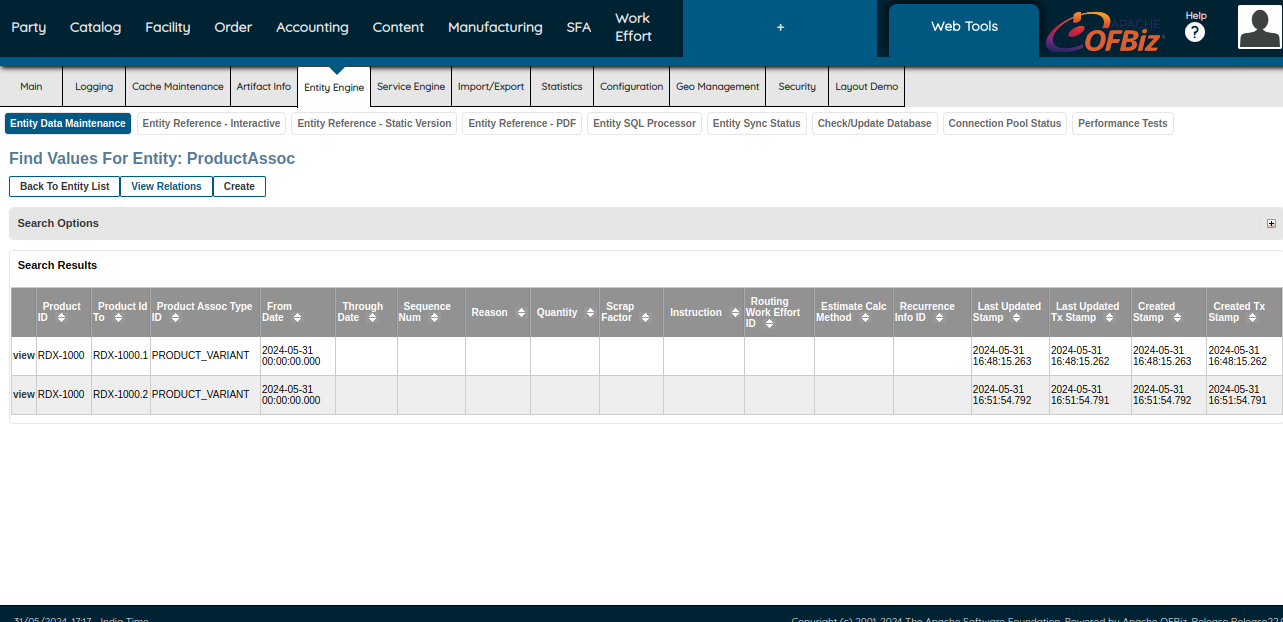 Party Catalog Facility Order Accounting Content Manufacturing SFA Work Effort + Web Tools APACHE OFBiz Help ?
Main Logging Cache Maintenance Artifact Info Entity Engine Service Engine Import/Export Statistics Configuration Geo Management Security Layout Demo
Entity Data Maintenance Entity Reference - Interactive Entity Reference - Static Version Entity Reference - PDF Entity SQL Processor Entity Sync Status Check/Update Database Connection Pool Status Performance Tests
Find Values For Entity: ProductAssoc
Back To Entity List View Relations Create
Search Options
Search Results
Product ID Product Id To Product Assoc Type ID From Date Through Date Sequence Num Reason Quantity Scrap Factor Instruction Routing Work Effort ID Estimate Calc Method Recurrence Info ID Last Updated Stamp Last Updated Tx Stamp Created Stamp Created Tx Stamp
view RDX-1000 RDX-1000.1 PRODUCT_VARIANT 2024-05-31 00:00:00.000 2024-05-31 16:48:15.263 2024-05-31 16:48:15.262 2024-05-31 16:48:15.263 2024-05-31 16:48:15.262
view RDX-1000 RDX-1000.2 PRODUCT_VARIANT 2024-05-31 00:00:00.000 2024-05-31 16:51:54.792 2024-05-31 16:51:54.791 2024-05-31 16:51:54.792 2024-05-31 16:51:54.791
31/05/2024, 17:17 - India Time Copyright (c) 2001-2024 The Apache Software Foundation. Powered by Apache OFBiz. Release